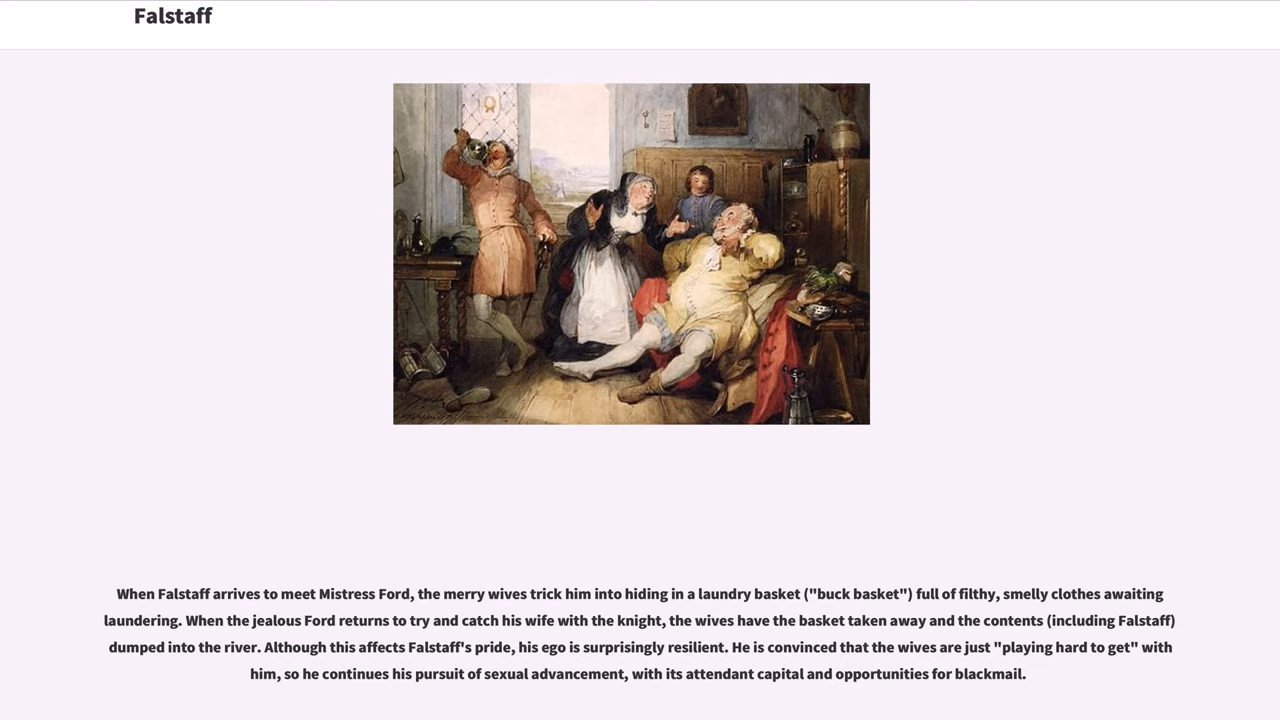 Falstaff
When Falstaff arrives to meet Mistress Ford, the merry wives trick him into hiding in a laundry basket ("buck basket") full of filthy, smelly clothes awaiting
laundering. When the jealous Ford returns to try and catch his wife with the knight, the wives have the basket taken away and the contents (including Falstaff)
dumped into the river. Although this affects Falstaff's pride, his ego is surprisingly resilient. He is convinced that the wives are just "playing hard to get" with
him, so he continues his pursuit of sexual advancement, with its attendant capital and opportunities for blackmail.